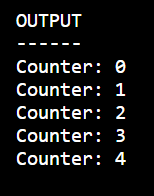 OUTPUT
------
Counter: 0
Counter: 1
Counter: 2
Counter: 3
Counter: 4